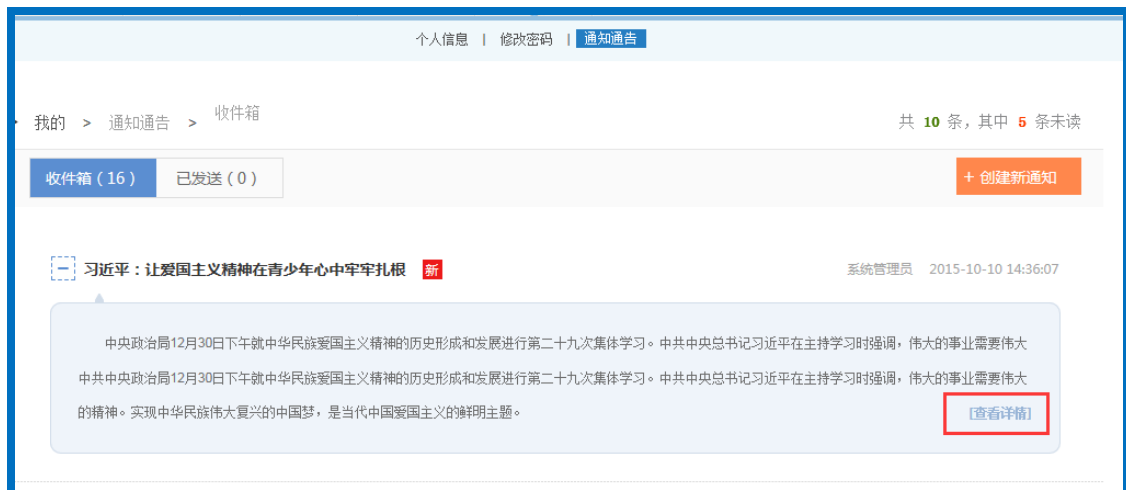 个人信息 | 修改密码 | 通知通告
我的 > 通知通告 > 收件箱
共 10 条，其中 5 条未读
收件箱（16） 已发送（0）
+ 创建新通知
习近平：让爱国主义精神在青少年心中牢牢扎根 新
系统管理员 2015-10-10 14:36:07
中央政治局12月30日下午就中华民族爱国主义精神的历史形成和发展进行第二十九次集体学习。中共中央总书记习近平在主持学习时强调，伟大的事业需要伟大
中共中央政治局12月30日下午就中华民族爱国主义精神的历史形成和发展进行第二十九次集体学习。中共中央总书记习近平在主持学习时强调，伟大的事业需要伟大
的精神。实现中华民族伟大复兴的中国梦，是当代中国爱国主义的鲜明主题。
[查看详情]